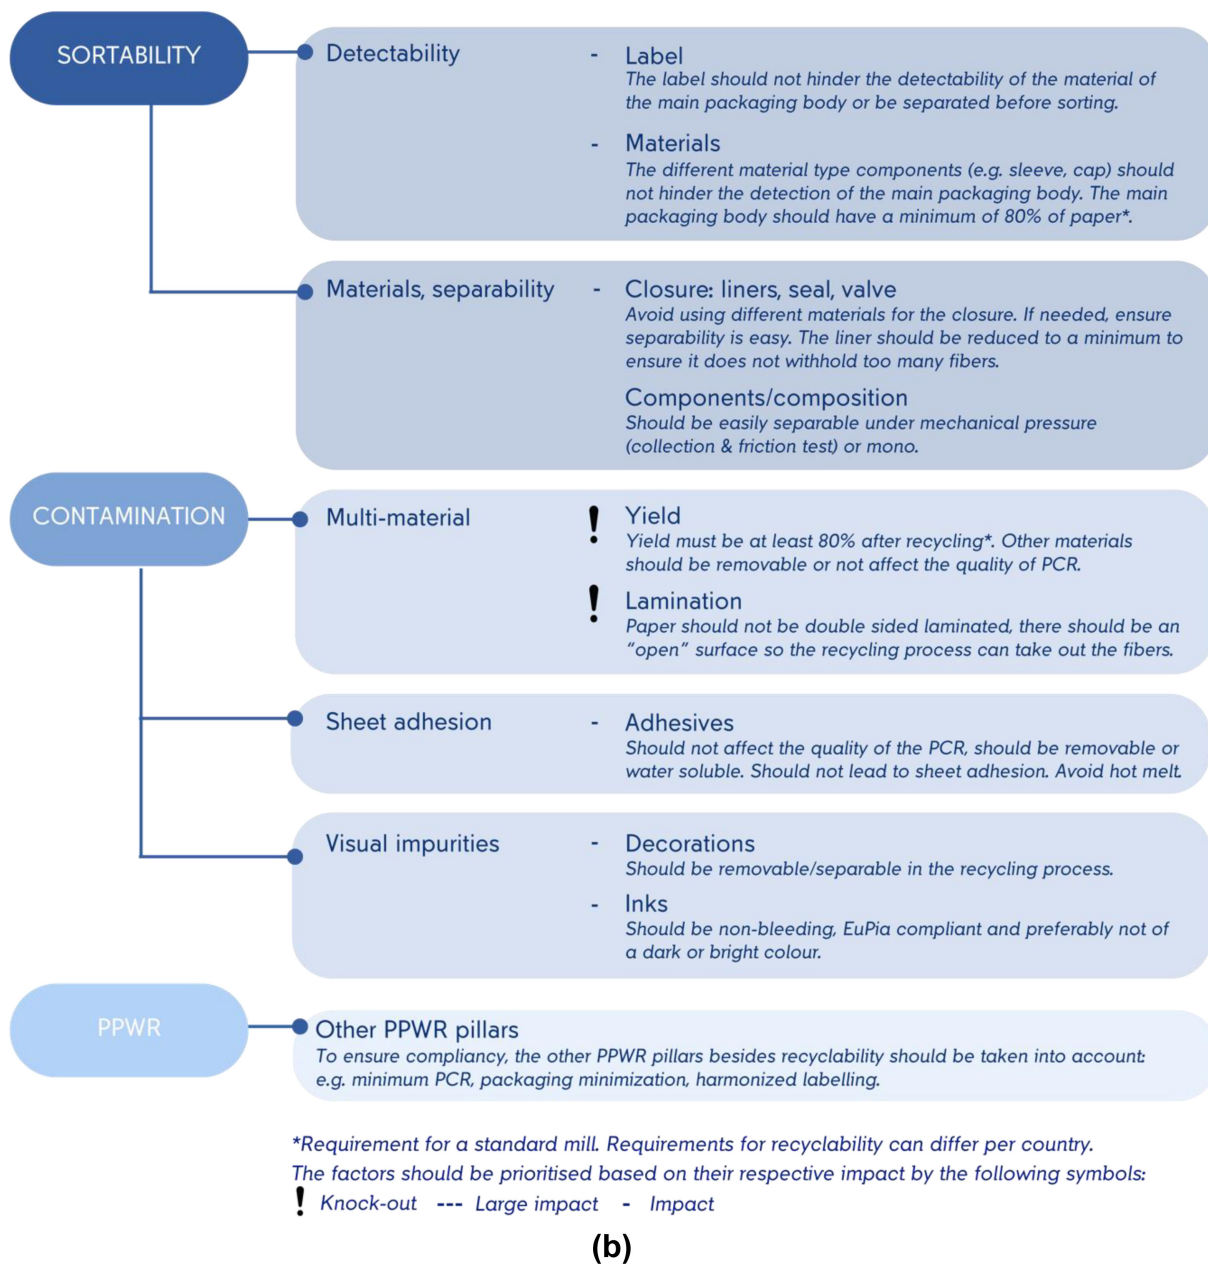 SORTABILITY
Detectability
- Label
The label should not hinder the detectability of the material of
the main packaging body or be separated before sorting.
- Materials
The different material type components (e.g. sleeve, cap) should
not hinder the detection of the main packaging body. The main
packaging body should have a minimum of 80% of paper*.
Materials, separability
- Closure: liners, seal, valve
Avoid using different materials for the closure. If needed, ensure
separability is easy. The liner should be reduced to a minimum to
ensure it does not withhold too many fibers.
Components/composition
Should be easily separable under mechanical pressure
(collection & friction test) or mono.
CONTAMINATION
Multi-material
! Yield
Yield must be at least 80% after recycling*. Other materials
should be removable or not affect the quality of PCR.
! Lamination
Paper should not be double sided laminated, there should be an
"open" surface so the recycling process can take out the fibers.
Sheet adhesion
- Adhesives
Should not affect the quality of the PCR, should be removable or
water soluble. Should not lead to sheet adhesion. Avoid hot melt.
Visual impurities
- Decorations
Should be removable/separable in the recycling process.
- Inks
Should be non-bleeding, EuPia compliant and preferably not of
a dark or bright colour.
PPWR
Other PPWR pillars
To ensure compliancy, the other PPWR pillars besides recyclability should be taken into account:
e.g. minimum PCR, packaging minimization, harmonized labelling.
*Requirement for a standard mill. Requirements for recyclability can differ per country.
The factors should be prioritised based on their respective impact by the following symbols:
! Knock-out --- Large impact - Impact
(b)